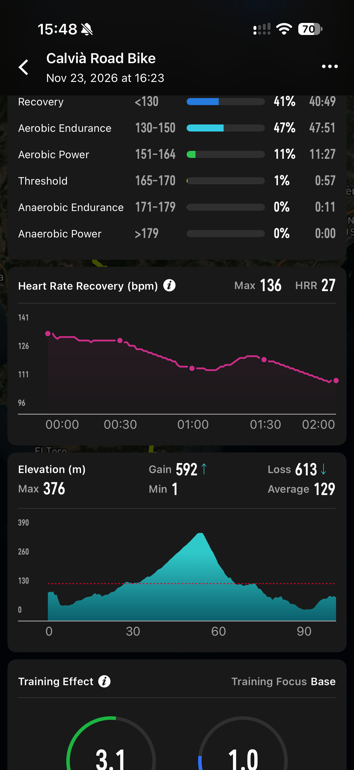 15:48 70
Calvià Road Bike
Nov 23, 2026 at 16:23
Recovery <130 41% 40:49
Aerobic Endurance 130-150 47% 47:51
Aerobic Power 151-164 11% 11:27
Threshold 165-170 1% 0:57
Anaerobic Endurance 171-179 0% 0:11
Anaerobic Power >179 0% 0:00
Heart Rate Recovery (bpm) Max 136 HRR 27
141
126
111
96
00:00 00:30 01:00 01:30 02:00
El Toro
Elevation (m) Gain 592 ↑ Loss 613 ↓
Max 376 Min 1 Average 129
390
260
130
0
0 30 60 90
Training Effect Training Focus Base
3.1 1.0